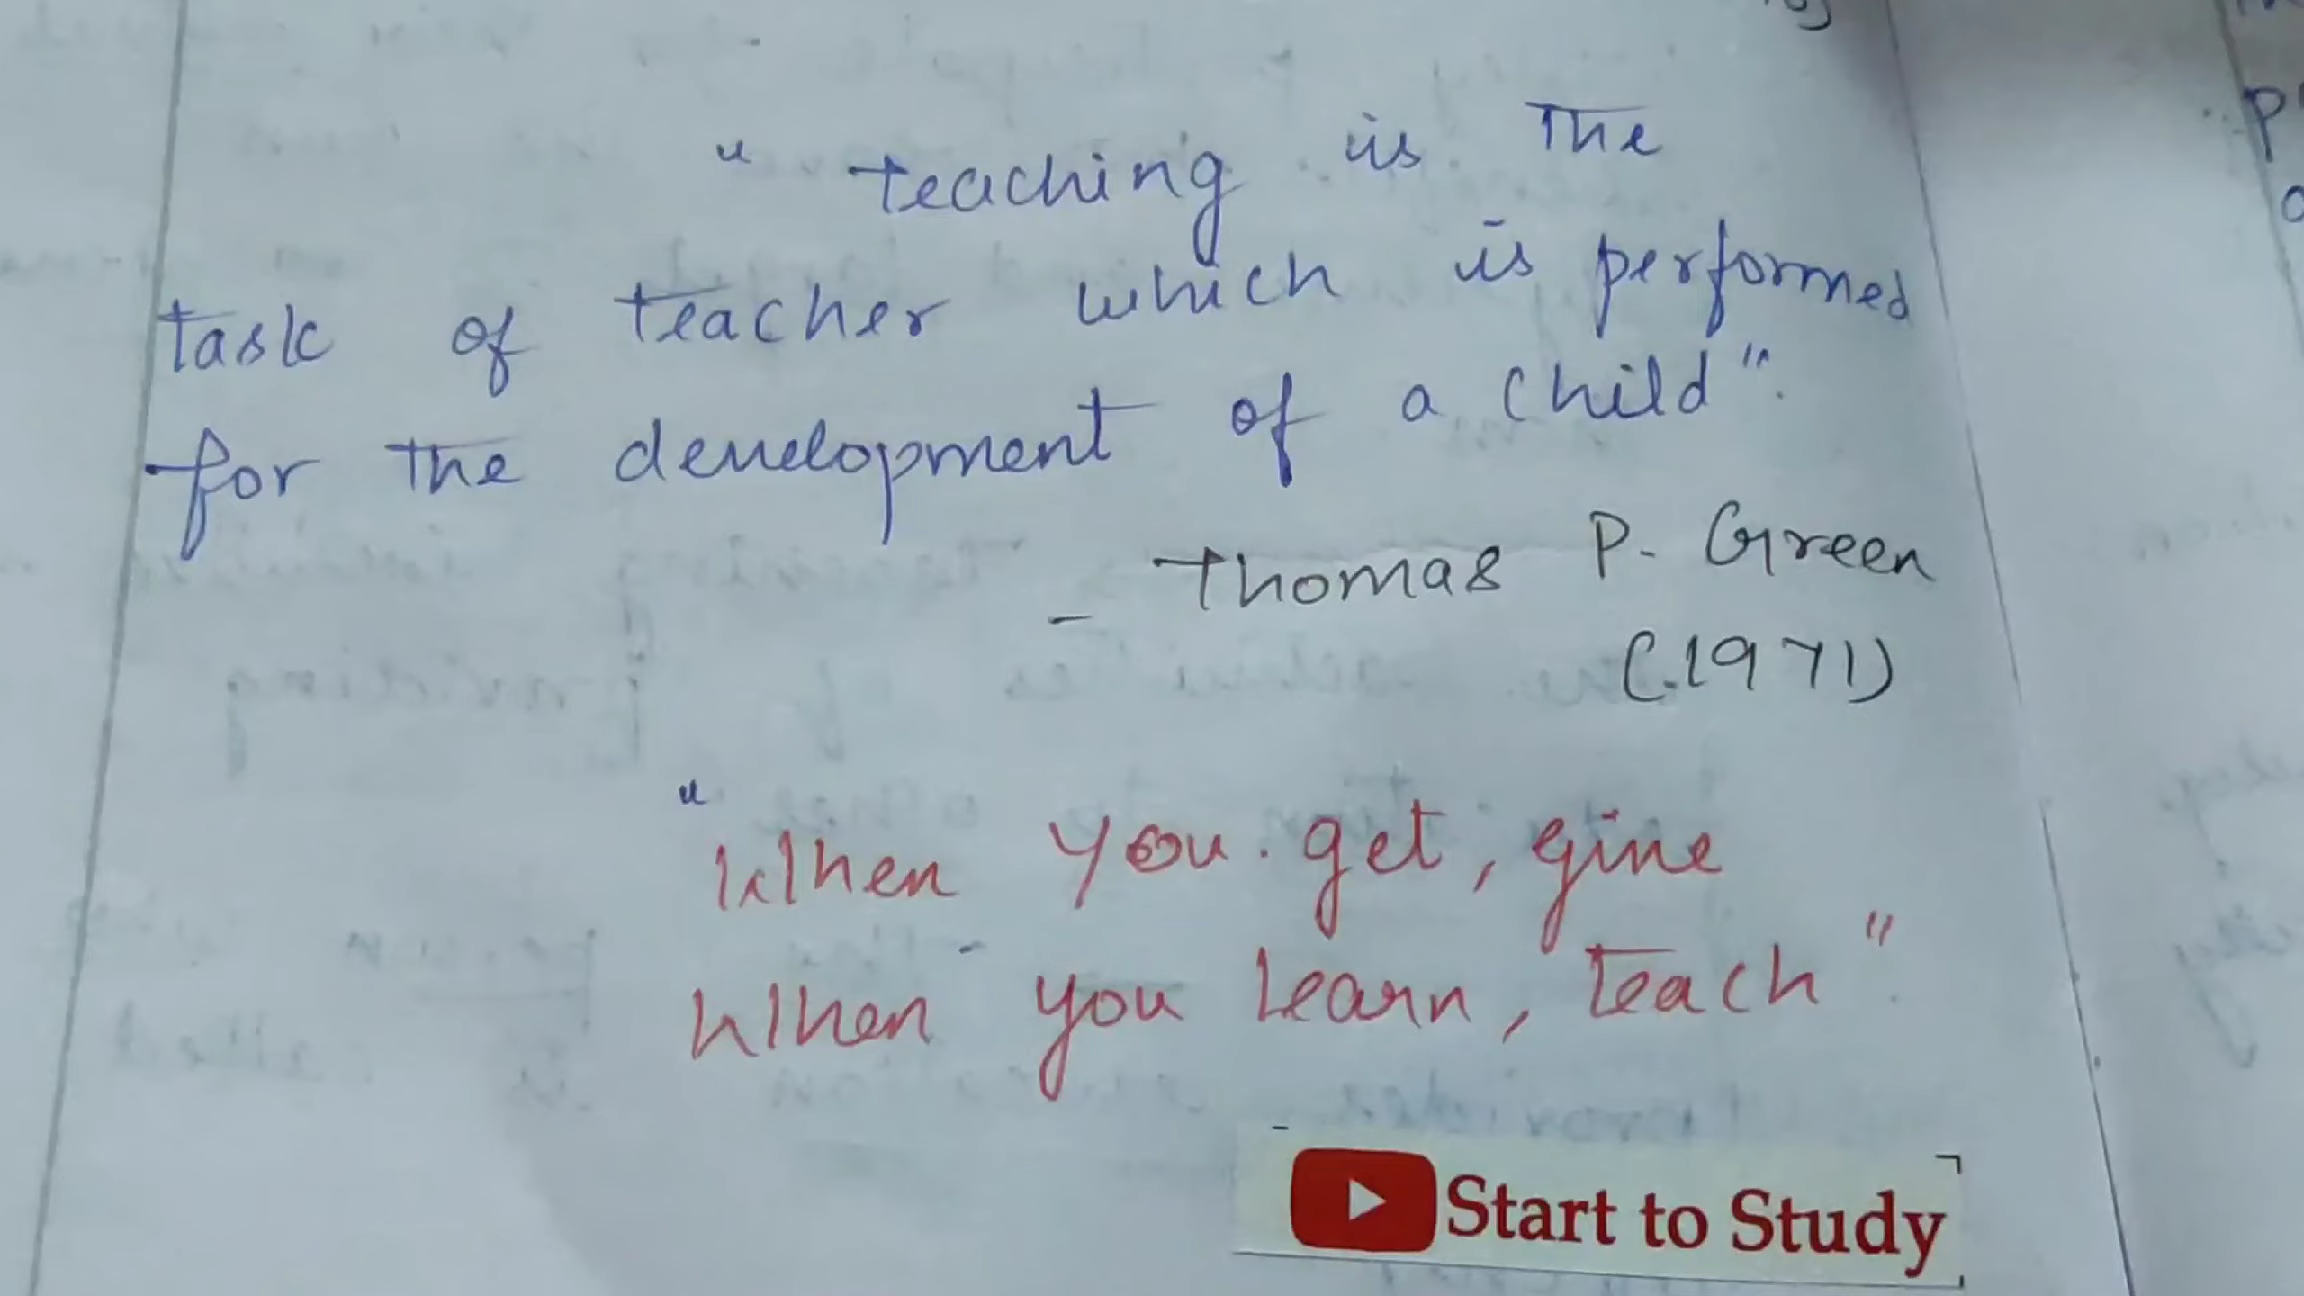 " teaching is the
task of teacher which is performed
for the development of a child".
- Thomas P. Green
(1971)
"When you get, give
When you learn, teach".
Start to Study